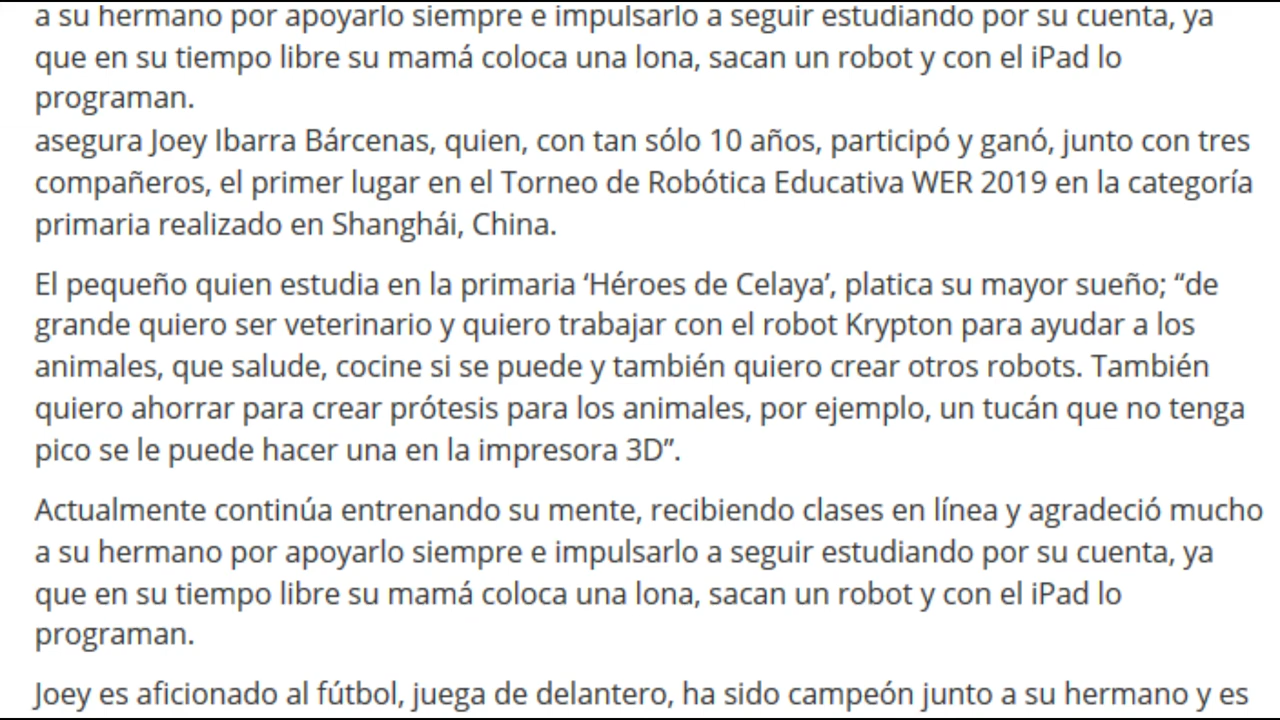 a su hermano por apoyarlo siempre e impulsarlo a seguir estudiando por su cuenta, ya
que en su tiempo libre su mamá coloca una lona, sacan un robot y con el iPad lo
programan.
asegura Joey Ibarra Bárcenas, quien, con tan sólo 10 años, participó y ganó, junto con tres
compañeros, el primer lugar en el Torneo de Robótica Educativa WER 2019 en la categoría
primaria realizado en Shanghái, China.
El pequeño quien estudia en la primaria ‘Héroes de Celaya’, platica su mayor sueño; “de
grande quiero ser veterinario y quiero trabajar con el robot Krypton para ayudar a los
animales, que salude, cocine si se puede y también quiero crear otros robots. También
quiero ahorrar para crear prótesis para los animales, por ejemplo, un tucán que no tenga
pico se le puede hacer una en la impresora 3D”.
Actualmente continúa entrenando su mente, recibiendo clases en línea y agradeció mucho
a su hermano por apoyarlo siempre e impulsarlo a seguir estudiando por su cuenta, ya
que en su tiempo libre su mamá coloca una lona, sacan un robot y con el iPad lo
programan.
Joey es aficionado al fútbol, juega de delantero, ha sido campeón junto a su hermano y es